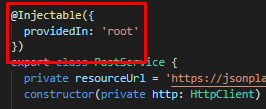 @Injectable({
providedIn: 'root'
})
export class PostService {
private resourceUrl = 'https://jsonpla
constructor(private http: HttpClient)